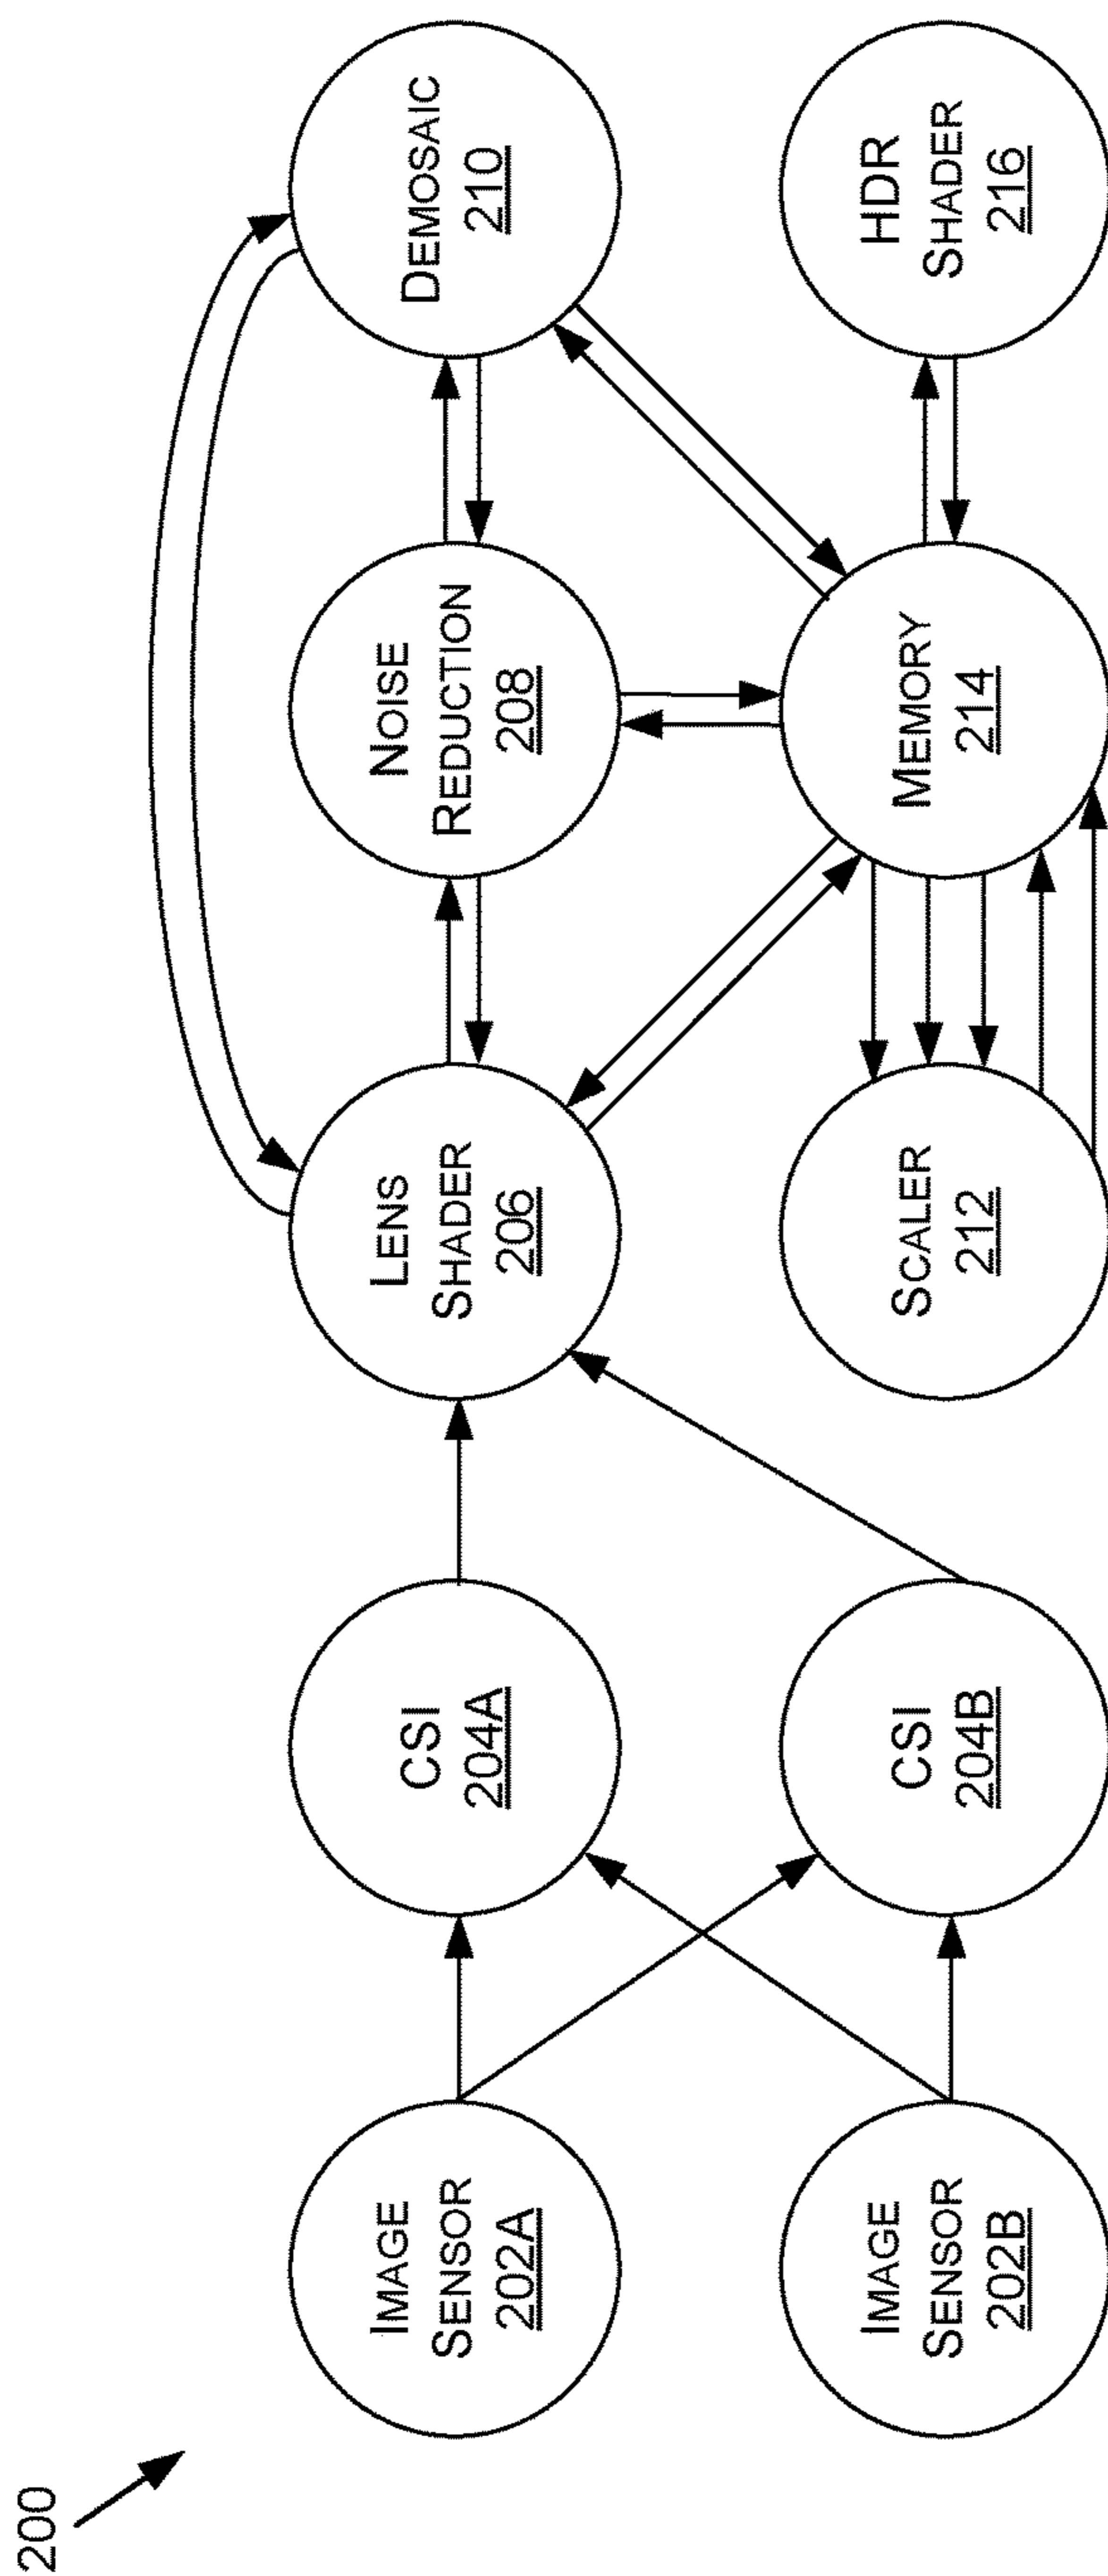 200
IMAGE
SENSOR
202A
CSI
204A
LENS
SHADER
206
NOISE
REDUCTION
208
DEMOSAIC
210
IMAGE
SENSOR
202B
CSI
204B
SCALER
212
MEMORY
214
HDR
SHADER
216